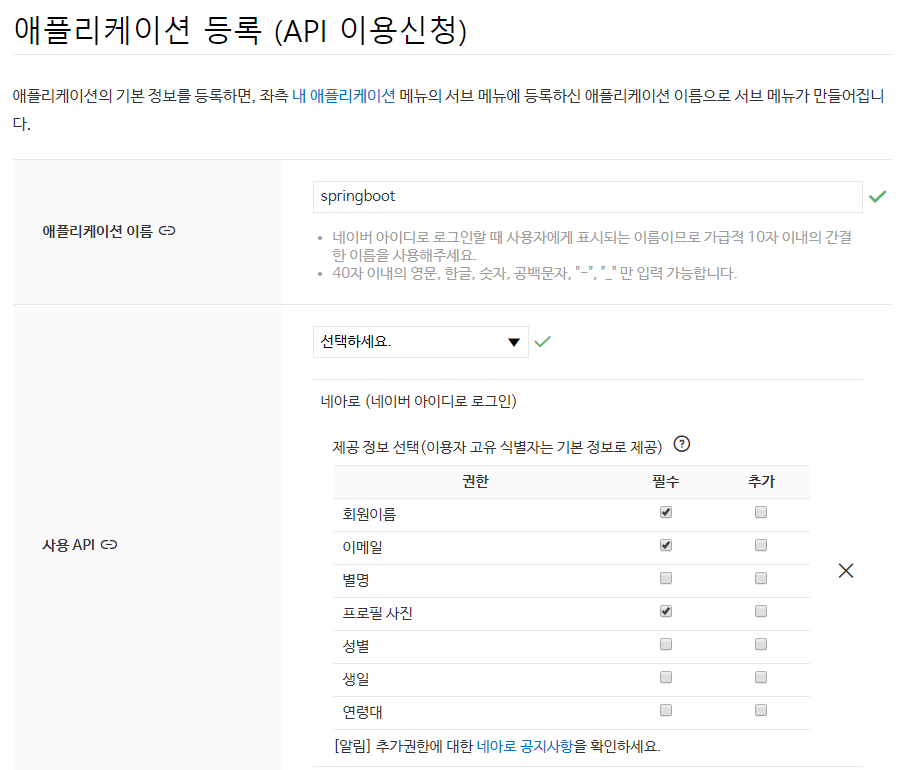 애플리케이션 등록 (API 이용신청)
애플리케이션의 기본 정보를 등록하면, 좌측 내 애플리케이션 메뉴의 서브 메뉴에 등록하신 애플리케이션 이름으로 서브 메뉴가 만들어집니
다.
애플리케이션 이름
springboot
네이버 아이디로 로그인할 때 사용자에게 표시되는 이름이므로 가급적 10자 이내의 간결
한 이름을 사용해주세요.
40자 이내의 영문, 한글, 숫자, 공백문자, "-", "_" 만 입력 가능합니다.
사용 API
선택하세요.
네아로 (네이버 아이디로 로그인)
제공 정보 선택(이용자 고유 식별자는 기본 정보로 제공) ?
권한 필수 추가
회원이름
이메일
별명
프로필 사진
성별
생일
연령대
[알림] 추가권한에 대한 네아로 공지사항을 확인하세요.